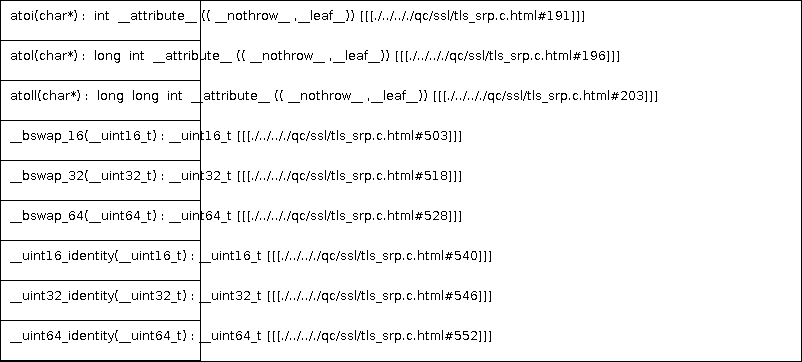 atoi(char*) : int __attribute__ (( __nothrow__ ,__leaf__)) [[[./../../../qc/ssl/tls_srp.c.html#191]]]
atol(char*) : long int __attribute__ (( __nothrow__ ,__leaf__)) [[[./../../../qc/ssl/tls_srp.c.html#196]]]
atoll(char*) : long long int __attribute__ (( __nothrow__ ,__leaf__)) [[[./../../../qc/ssl/tls_srp.c.html#203]]]
__bswap_16(__uint16_t) : __uint16_t [[[./../../../qc/ssl/tls_srp.c.html#503]]]
__bswap_32(__uint32_t) : __uint32_t [[[./../../../qc/ssl/tls_srp.c.html#518]]]
__bswap_64(__uint64_t) : __uint64_t [[[./../../../qc/ssl/tls_srp.c.html#528]]]
__uint16_identity(__uint16_t) : __uint16_t [[[./../../../qc/ssl/tls_srp.c.html#540]]]
__uint32_identity(__uint32_t) : __uint32_t [[[./../../../qc/ssl/tls_srp.c.html#546]]]
__uint64_identity(__uint64_t) : __uint64_t [[[./../../../qc/ssl/tls_srp.c.html#552]]]